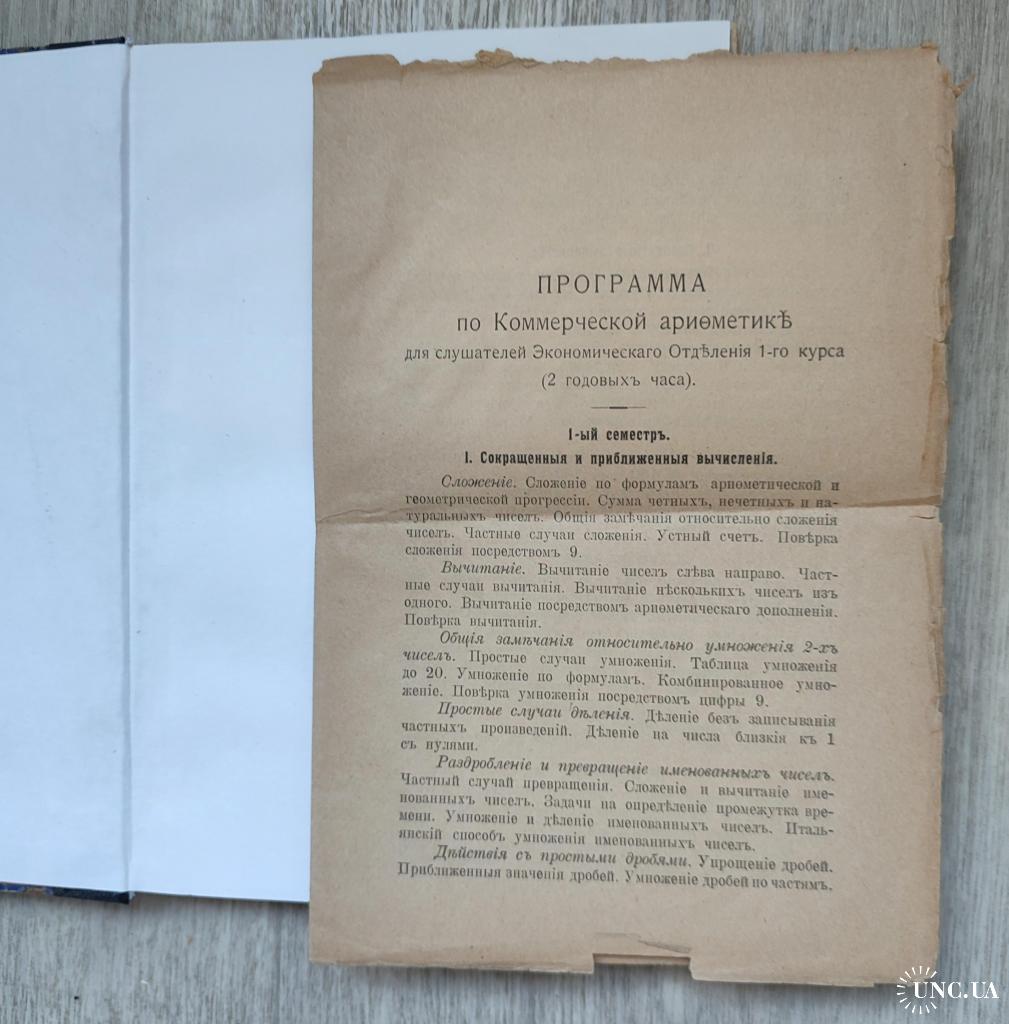 ПРОГРАММА
по Коммерческой ариѳметикѣ
для слушателей Экономическаго Отдѣленія 1-го курса
(2 годовыхъ часа).
1-ый семестръ.
I. Сокращенныя и приближенныя вычисленія.
Сложеніе. Сложеніе по формуламъ ариѳметической и
геометрической прогрессіи. Сумма четныхъ, нечетныхъ и на-
туральныхъ чиселъ. Общія замѣчанія относительно сложенія
чиселъ. Частные случаи сложенія. Устный счетъ. Повѣрка
сложенія посредствомъ 9.
Вычитаніе. Вычитаніе чиселъ слѣва направо. Част-
ные случаи вычитанія. Вычитаніе нѣсколькихъ чиселъ изъ
одного. Вычитаніе посредствомъ ариѳметическаго дополненія.
Повѣрка вычитанія.
Общія замѣчанія относительно умноженія 2-хъ
чиселъ. Простые случаи умноженія. Таблица умноженія
до 20. Умноженіе по формуламъ. Комбинированное умно-
женіе. Повѣрка умноженія посредствомъ цифры 9.
Простые случаи дѣленія. Дѣленіе безъ записыванія
частныхъ произведеній. Дѣленіе на числа близкія къ 1
съ нулями.
Раздробленіе и превращеніе именованныхъ чиселъ.
Частный случай превращенія. Сложеніе и вычитаніе име-
нованныхъ чиселъ. Задачи на опредѣленіе промежутка вре-
мени. Умноженіе и дѣленіе именованныхъ чиселъ. Италь-
янскій способъ умноженія именованныхъ чиселъ.
Дѣйствія съ простыми дробями. Упрощеніе дробей.
Приближенныя значенія дробей. Умноженіе дробей по частямъ.
UNC.UA